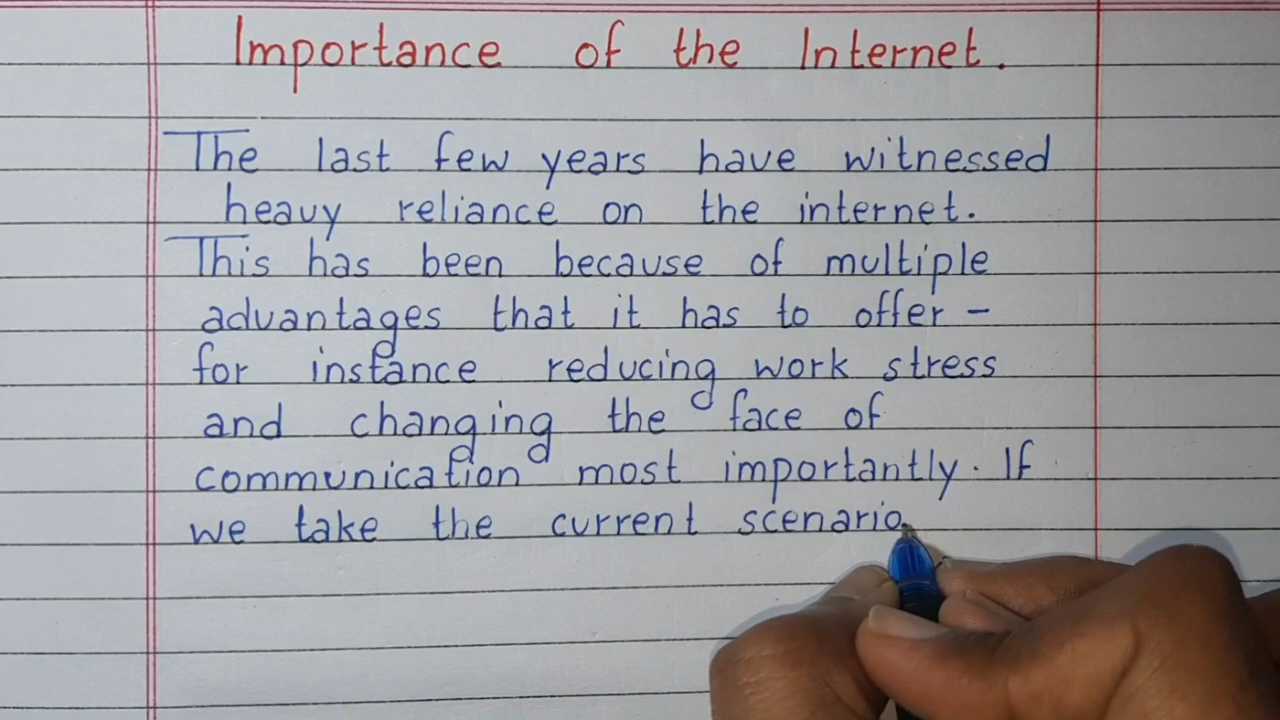 Importance of the Internet.
The last few years have witnessed
heavy reliance on the internet.
This has been because of multiple
advantages that it has to offer -
for instance reducing work stress
and changing the face of
communication most importantly. If
we take the current scenario,